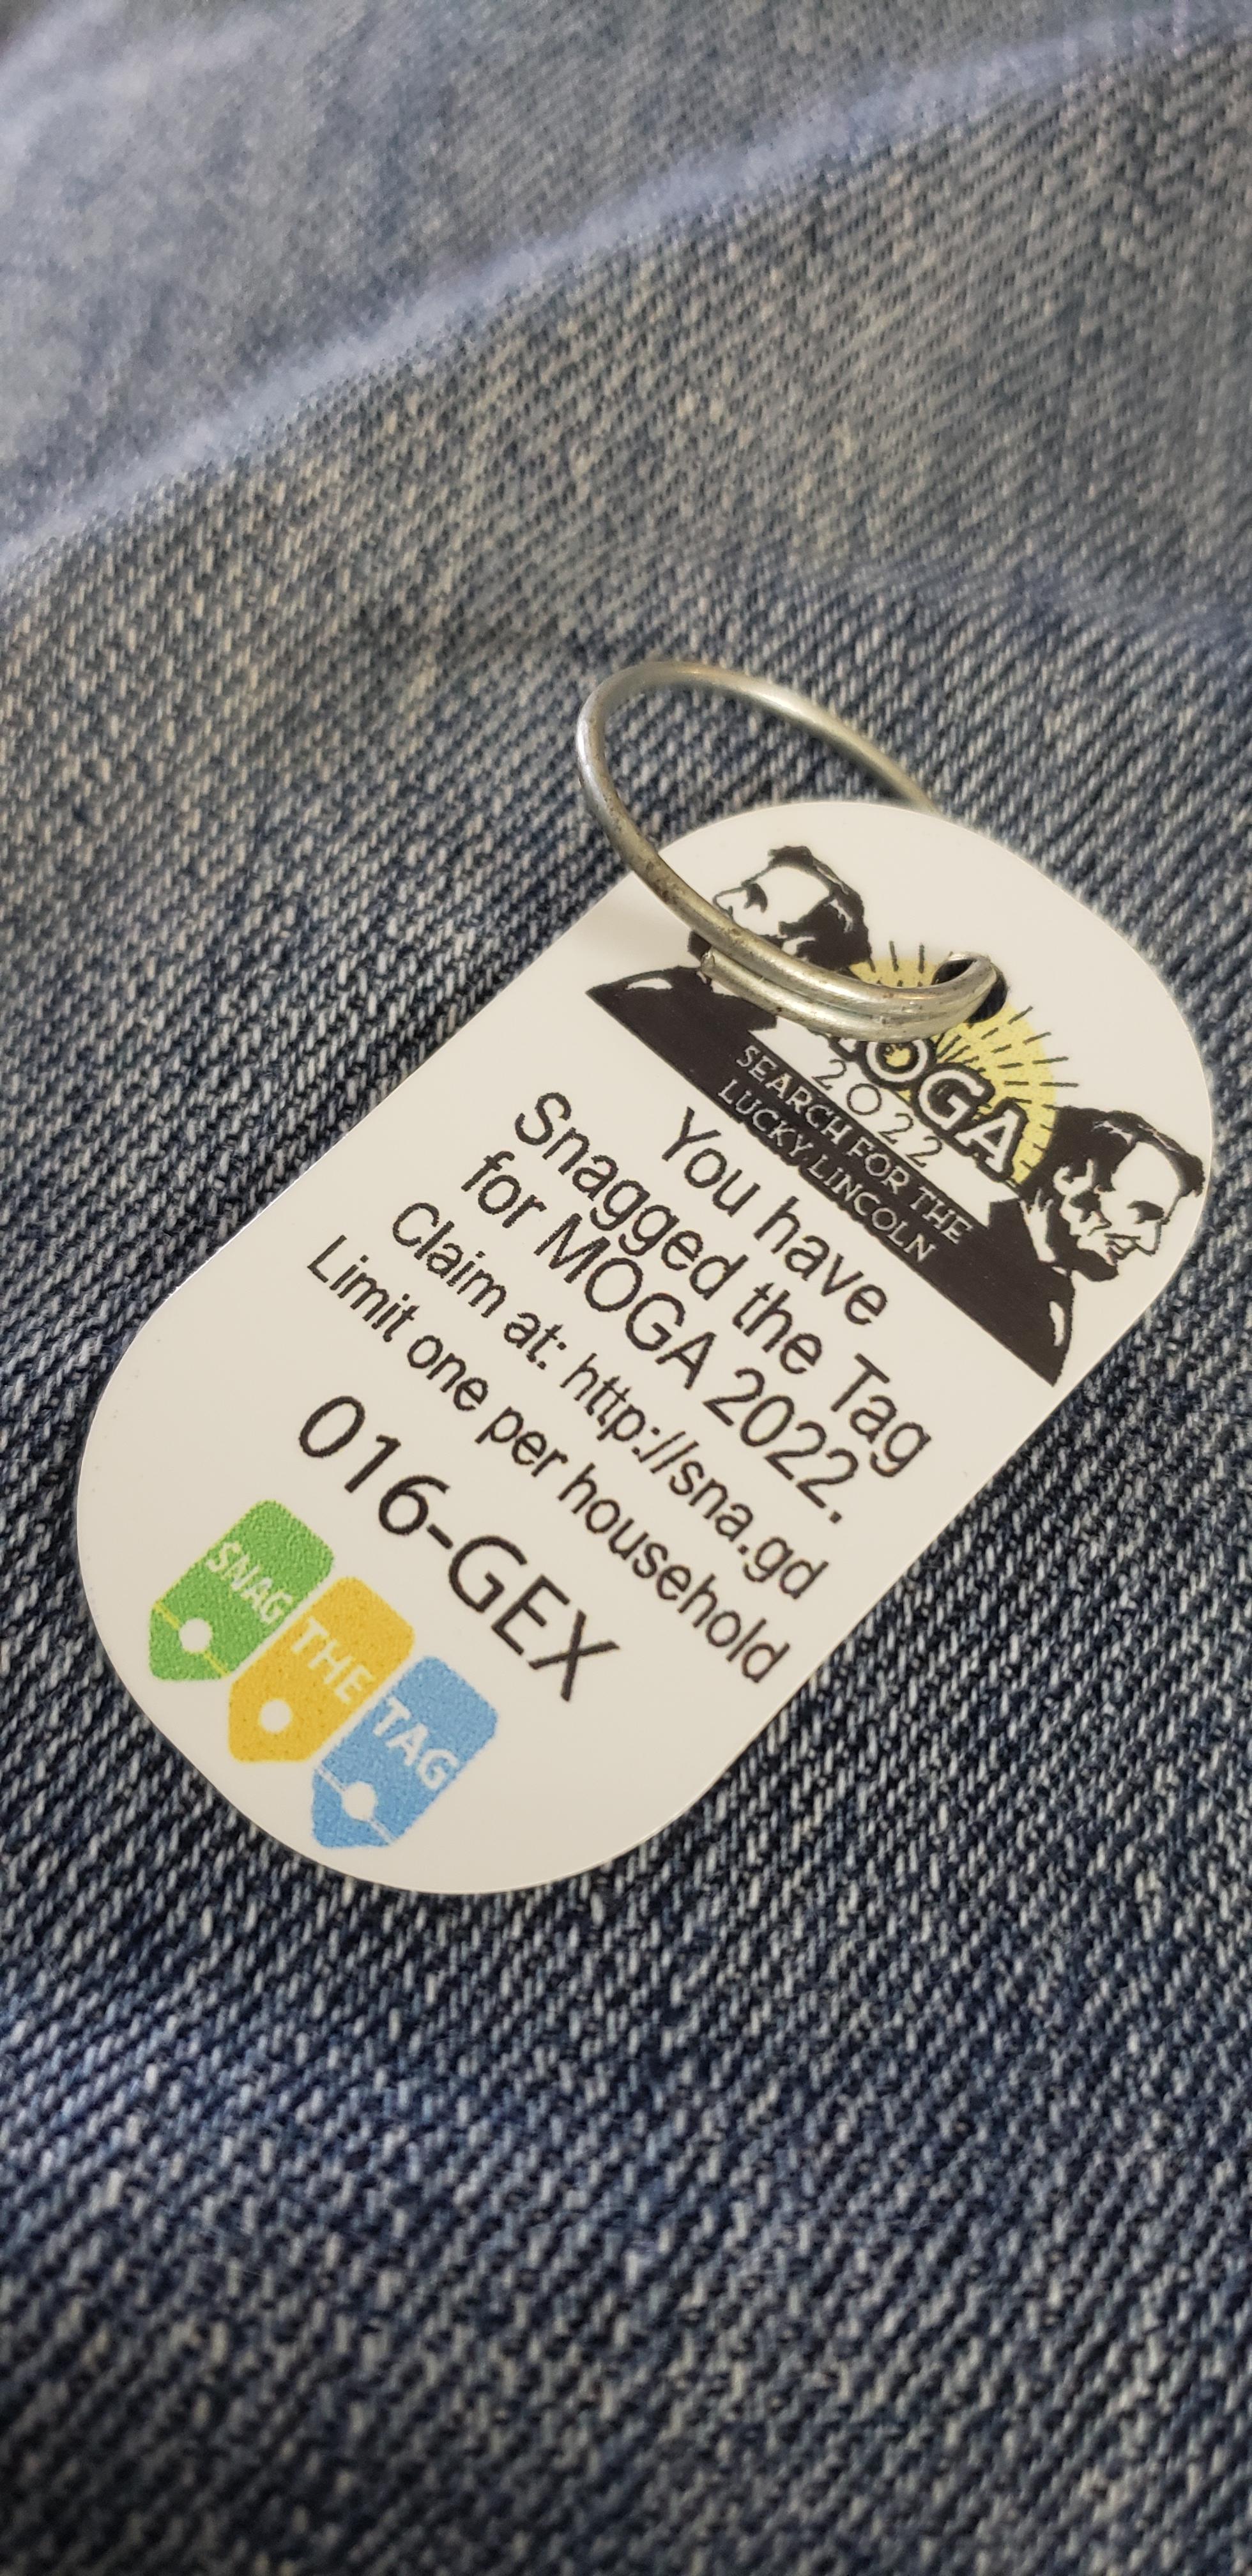 MOGA
2022
SEARCH FOR THE
LUCKY LINCOLN
You have
Snagged the Tag
for MOGA 2022.
Claim at: http://sna.gd
Limit one per household
016-GEX
SNAG
THE
TAG